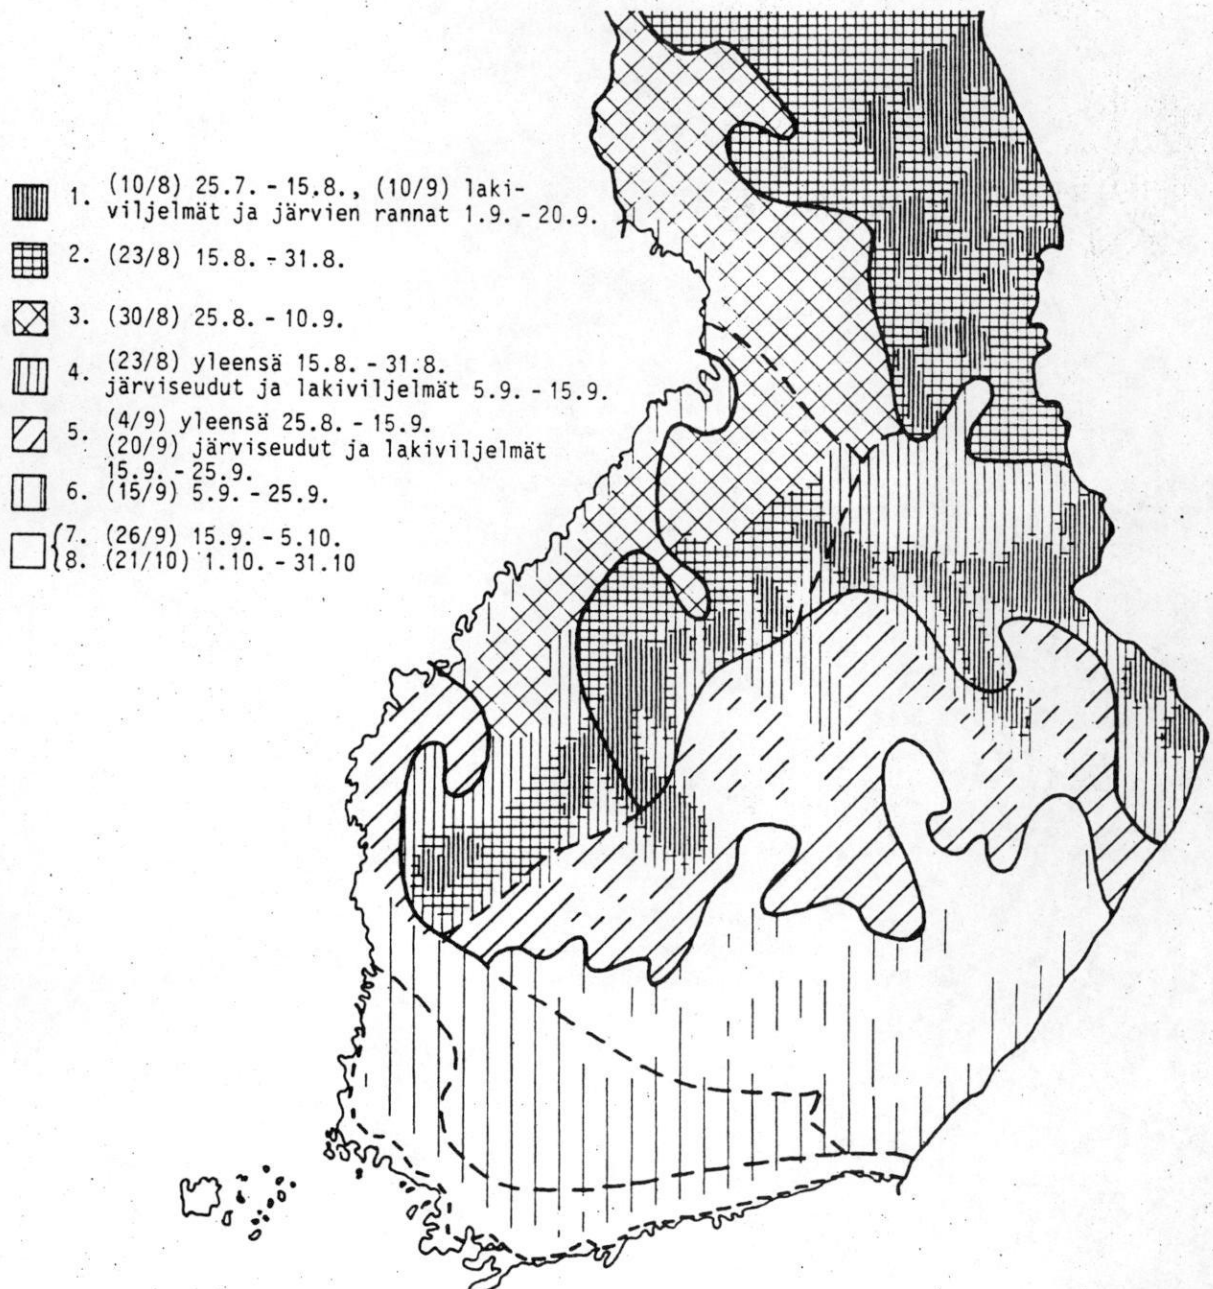 1. (10/8) 25.7. - 15.8., (10/9) laki-
viljelmät ja järvien rannat 1.9. - 20.9.
2. (23/8) 15.8. - 31.8.
3. (30/8) 25.8. - 10.9.
4. (23/8) yleensä 15.8. - 31.8.
järviseudut ja lakiviljelmät 5.9. - 15.9.
5. (4/9) yleensä 25.8. - 15.9.
(20/9) järviseudut ja lakiviljelmät
15.9. - 25.9.
6. (15/9) 5.9. - 25.9.
7. (26/9) 15.9. - 5.10.
8. (21/10) 1.10. - 31.10